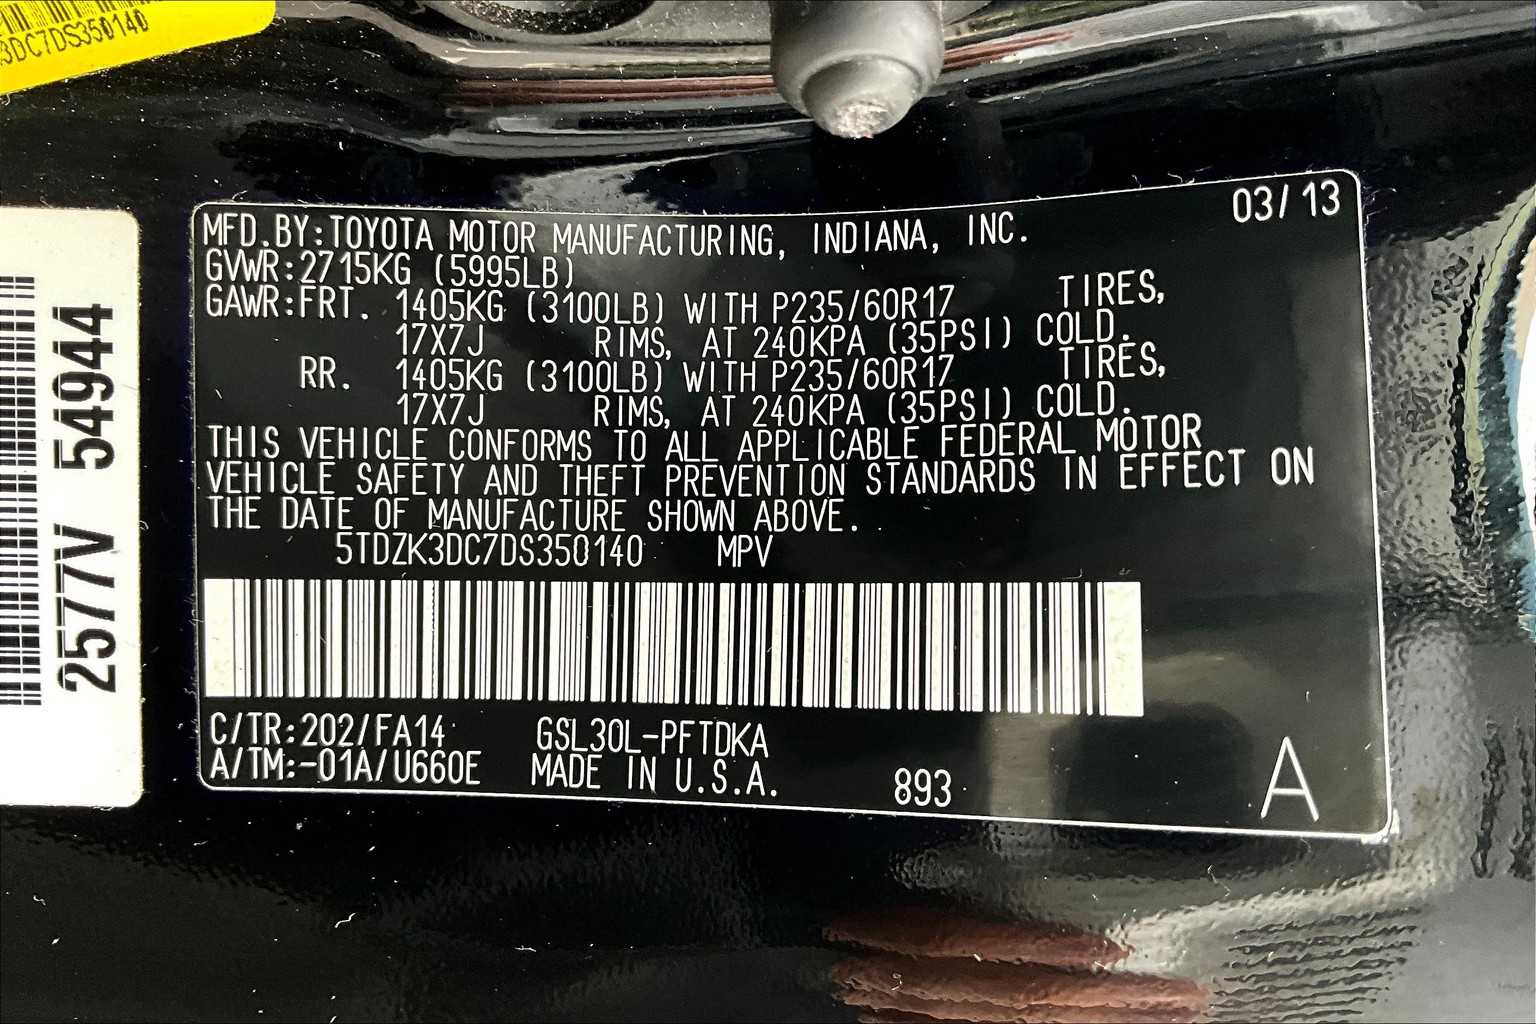 3DC7DS350140
2577V 54944
03/13
MFD.BY:TOYOTA MOTOR MANUFACTURING, INDIANA, INC.
GVWR:2715KG (5995LB)
GAWR:FRT. 1405KG (3100LB) WITH P235/60R17 TIRES,
17X7J RIMS, AT 240KPA (35PSI) COLD.
RR. 1405KG (3100LB) WITH P235/60R17 TIRES,
17X7J RIMS, AT 240KPA (35PSI) COLD.
THIS VEHICLE CONFORMS TO ALL APPLICABLE FEDERAL MOTOR
VEHICLE SAFETY AND THEFT PREVENTION STANDARDS IN EFFECT ON
THE DATE OF MANUFACTURE SHOWN ABOVE.
5TDZK3DC7DS350140 MPV
C/TR:202/FA14 GSL30L-PFTDKA
A/TM:-01A/U660E MADE IN U.S.A. 893 A